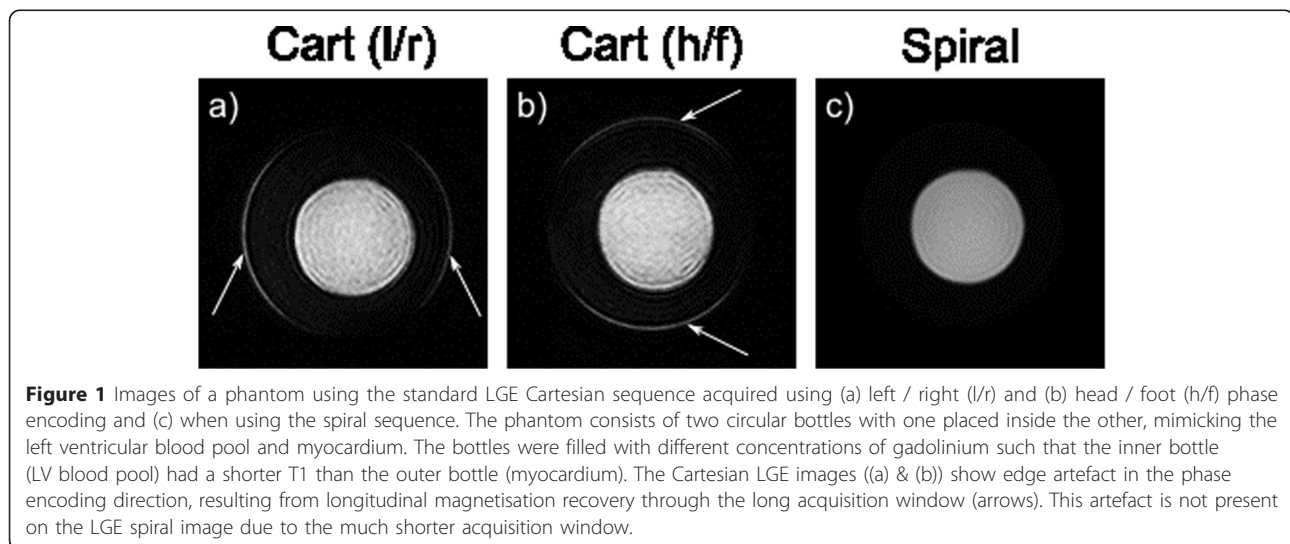 Cart (l/r) Cart (h/f) Spiral
a) b) c)
Figure 1 Images of a phantom using the standard LGE Cartesian sequence acquired using (a) left / right (l/r) and (b) head / foot (h/f) phase
encoding and (c) when using the spiral sequence. The phantom consists of two circular bottles with one placed inside the other, mimicking the
left ventricular blood pool and myocardium. The bottles were filled with different concentrations of gadolinium such that the inner bottle
(LV blood pool) had a shorter T1 than the outer bottle (myocardium). The Cartesian LGE images ((a) & (b)) show edge artefact in the phase
encoding direction, resulting from longitudinal magnetisation recovery through the long acquisition window (arrows). This artefact is not present
on the LGE spiral image due to the much shorter acquisition window.